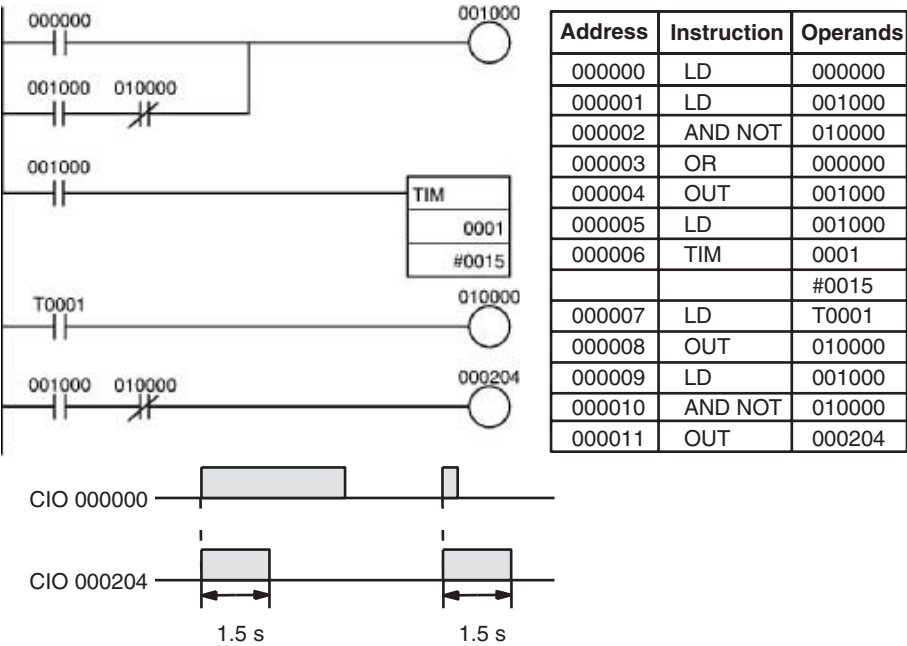 000000
001000
001000 010000
001000
TIM
0001
#0015
T0001
010000
001000 010000
000204
Address Instruction Operands
000000 LD 000000
000001 LD 001000
000002 AND NOT 010000
000003 OR 000000
000004 OUT 001000
000005 LD 001000
000006 TIM 0001
#0015
000007 LD T0001
000008 OUT 010000
000009 LD 001000
000010 AND NOT 010000
000011 OUT 000204
CIO 000000
CIO 000204
1.5 s 1.5 s